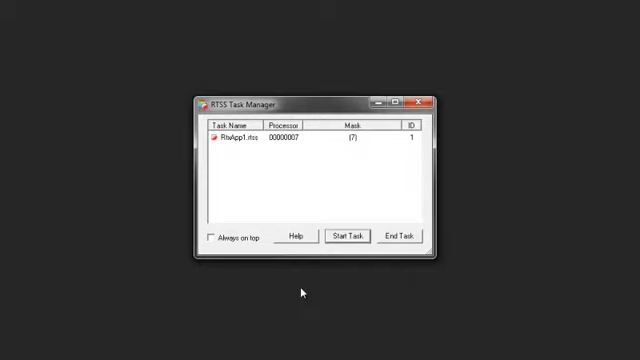 RTSS Task Manager
Task Name Processor Mask ID
RtxApp1.rtss 00000007 (7) 1
Always on top Help Start Task End Task